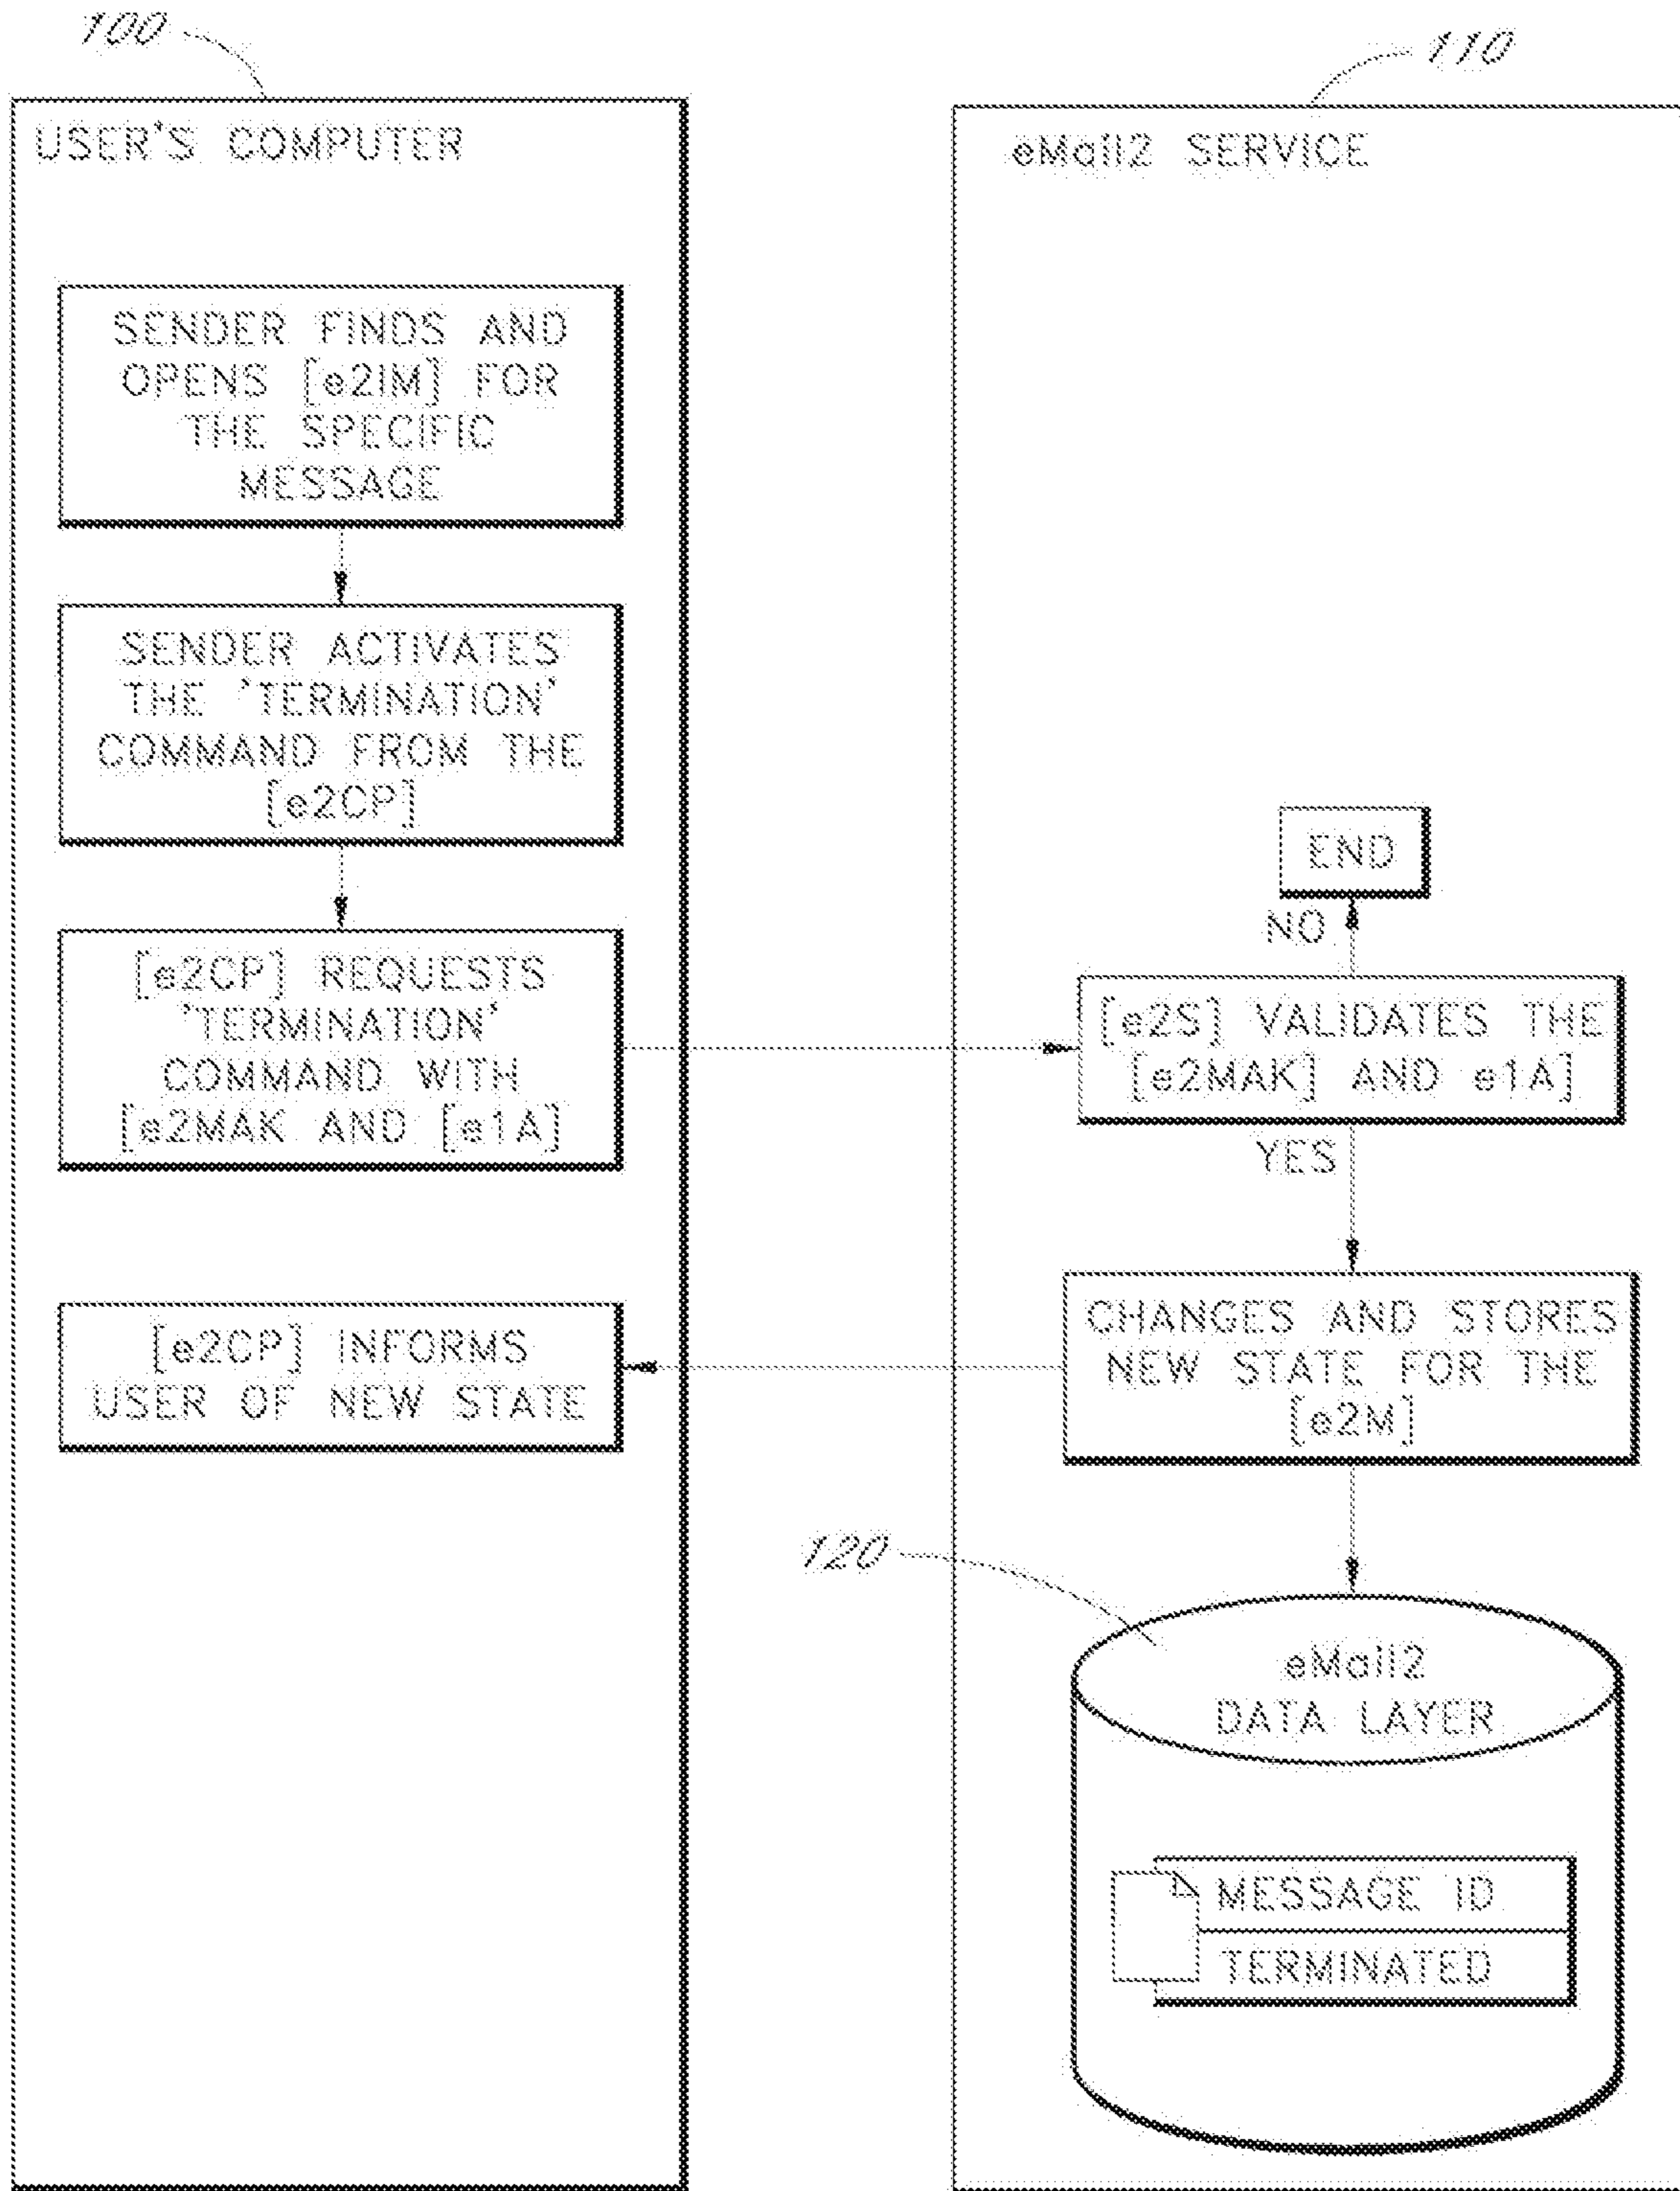 100
110
USER'S COMPUTER
eMail2 SERVICE
SENDER FINDS AND
OPENS [e2IM] FOR
THE SPECIFIC
MESSAGE
SENDER ACTIVATES
THE 'TERMINATION'
COMMAND FROM THE
[e2CP]
[e2CP] REQUESTS
'TERMINATION'
COMMAND WITH
[e2MAK AND [e1A]
END
NO
[e2S] VALIDATES THE
[e2MAK] AND e1A]
YES
CHANGES AND STORES
NEW STATE FOR THE
[e2M]
[e2CP] INFORMS
USER OF NEW STATE
120
eMail2
DATA LAYER
MESSAGE ID
TERMINATED